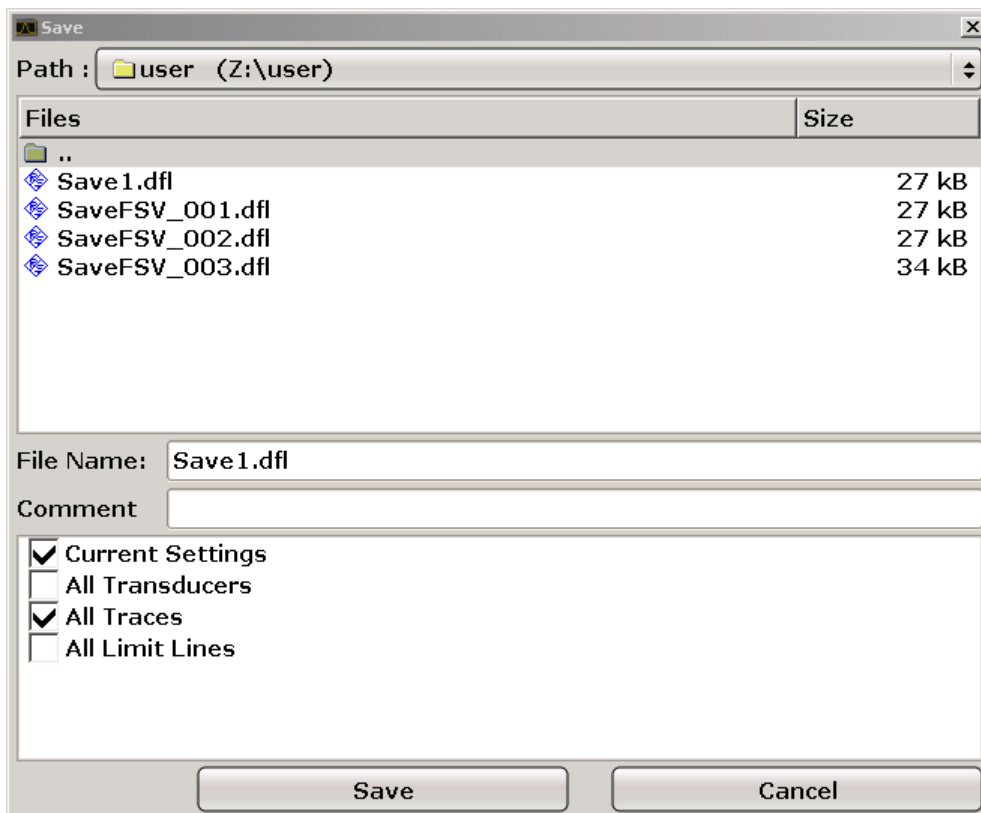 Save
Path : user (Z:\user)
Files Size
..
Save1.dfl 27 kB
SaveFSV_001.dfl 27 kB
SaveFSV_002.dfl 27 kB
SaveFSV_003.dfl 34 kB
File Name: Save1.dfl
Comment
Current Settings
All Transducers
All Traces
All Limit Lines
Save Cancel